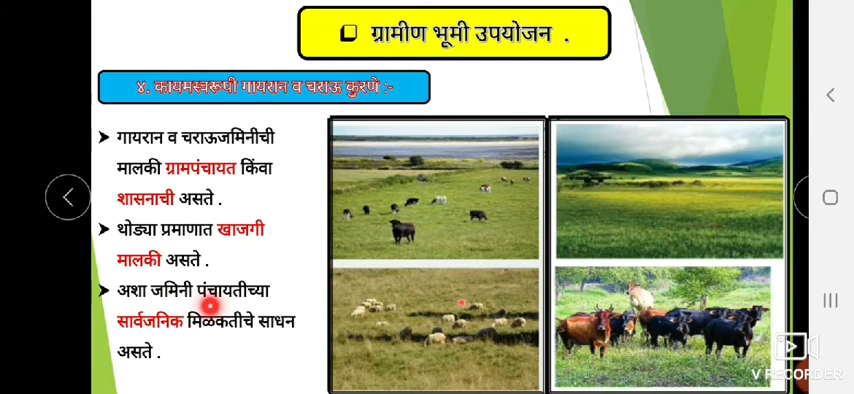 ❑ ग्रामीण भूमी उपयोजन .
४. कायमस्वरूपी गायरान व चराऊ कुरणे :-
➤ गायरान व चराऊजमिनीची
मालकी ग्रामपंचायत किंवा
शासनाची असते .
➤ थोड्या प्रमाणात खाजगी
मालकी असते .
➤ अशा जमिनी पंचायतीच्या
सार्वजनिक मिळकतीचे साधन
असते .
V RECORDER